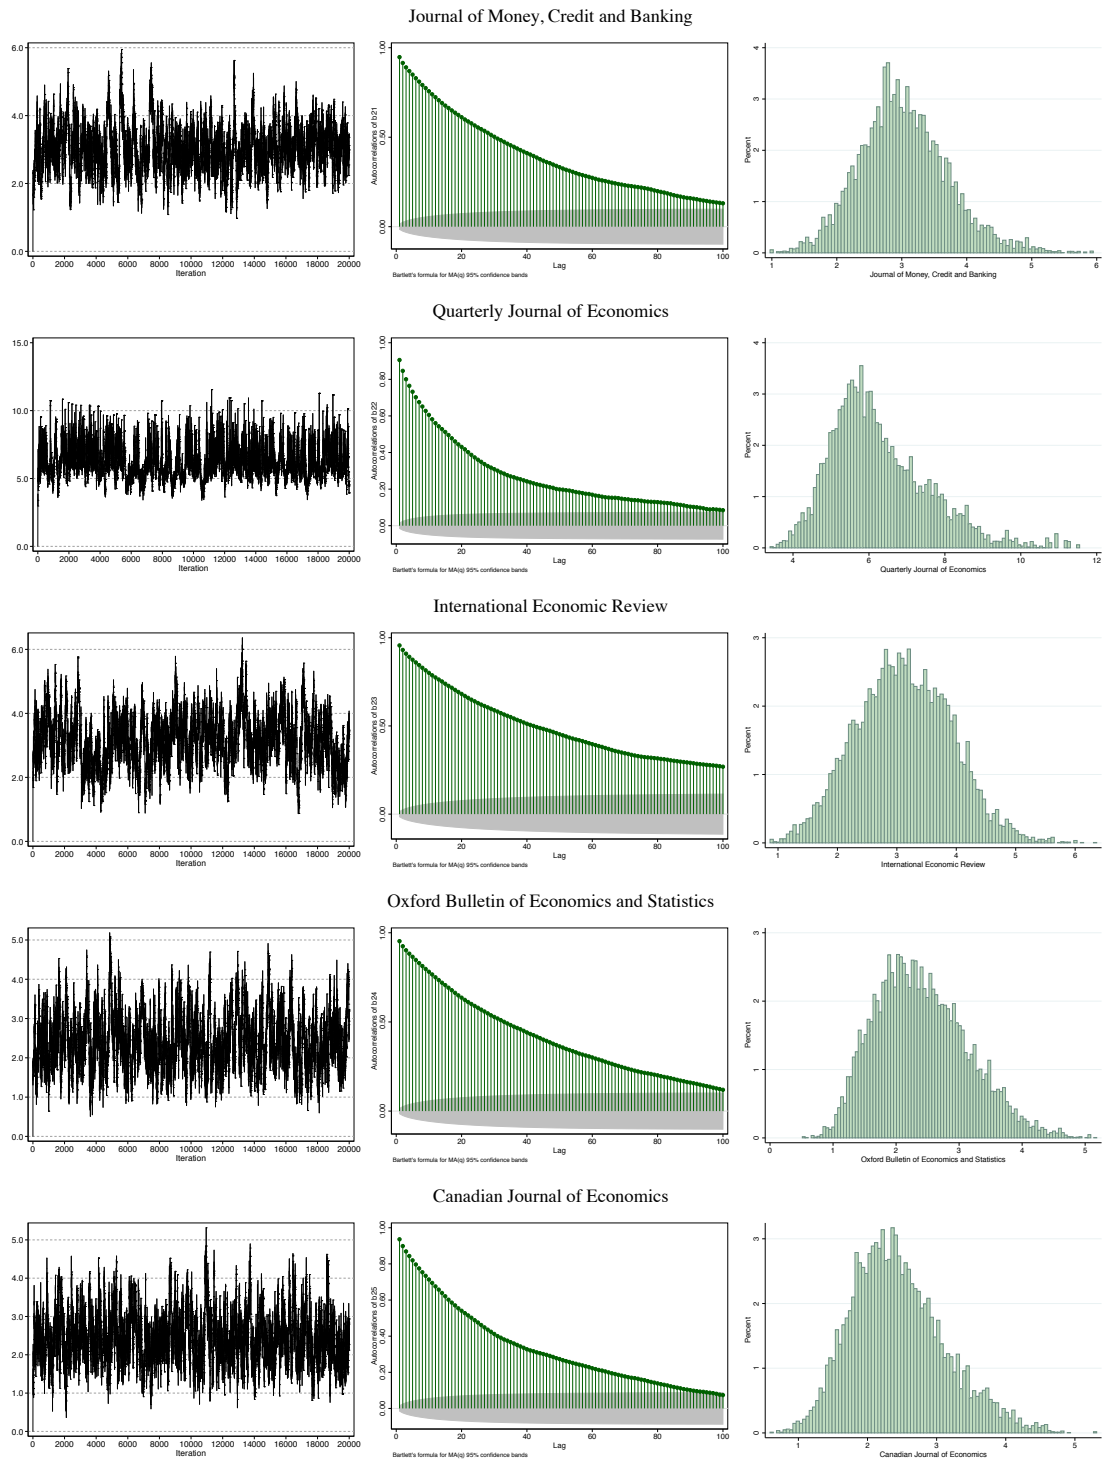 Journal of Money, Credit and Banking
6.0
4.0
2.0
0.0
0 2000 4000 6000 8000 10000 12000 14000 16000 18000 20000
Iteration
Autocorrelations of b21
1.00
0.50
0.00
0 20 40 60 80 100
Lag
Bartlett's formula for MA(q) 95% confidence bands
Percent
4
3
2
1
0
1 2 3 4 5 6
Journal of Money, Credit and Banking
Quarterly Journal of Economics
15.0
10.0
5.0
0.0
0 2000 4000 6000 8000 10000 12000 14000 16000 18000 20000
Iteration
Autocorrelations of b22
1.00
0.80
0.60
0.40
0.20
0.00
0 20 40 60 80 100
Lag
Bartlett's formula for MA(q) 95% confidence bands
Percent
4
3
2
1
0
4 6 8 10 12
Quarterly Journal of Economics
International Economic Review
6.0
4.0
2.0
0.0
0 2000 4000 6000 8000 10000 12000 14000 16000 18000 20000
Iteration
Autocorrelations of b23
1.00
0.50
0.00
0 20 40 60 80 100
Lag
Bartlett's formula for MA(q) 95% confidence bands
Percent
3
2
1
0
1 2 3 4 5 6
International Economic Review
Oxford Bulletin of Economics and Statistics
5.0
4.0
3.0
2.0
1.0
0.0
0 2000 4000 6000 8000 10000 12000 14000 16000 18000 20000
Iteration
Autocorrelations of b24
1.00
0.50
0.00
0 20 40 60 80 100
Lag
Bartlett's formula for MA(q) 95% confidence bands
Percent
3
2
1
0
0 1 2 3 4 5
Oxford Bulletin of Economics and Statistics
Canadian Journal of Economics
5.0
4.0
3.0
2.0
1.0
0.0
0 2000 4000 6000 8000 10000 12000 14000 16000 18000 20000
Iteration
Autocorrelations of b25
1.00
0.80
0.60
0.40
0.20
0.00
0 20 40 60 80 100
Lag
Bartlett's formula for MA(q) 95% confidence bands
Percent
3
2
1
0
1 2 3 4 5
Canadian Journal of Economics